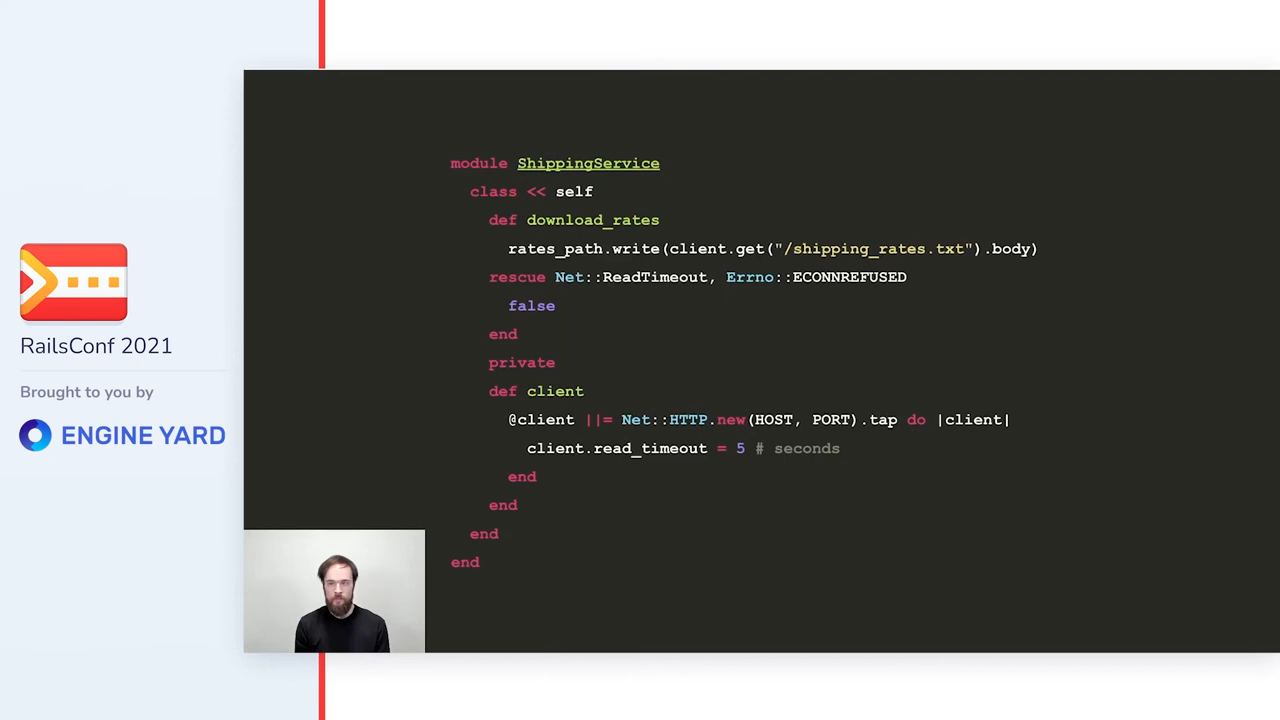 RailsConf 2021
Brought to you by
ENGINE YARD
module ShippingService
  class << self
    def download_rates
      rates_path.write(client.get("/shipping_rates.txt").body)
    rescue Net::ReadTimeout, Errno::ECONNREFUSED
      false
    end
    private
    def client
      @client ||= Net::HTTP.new(HOST, PORT).tap do |client|
        client.read_timeout = 5 # seconds
      end
    end
  end
end